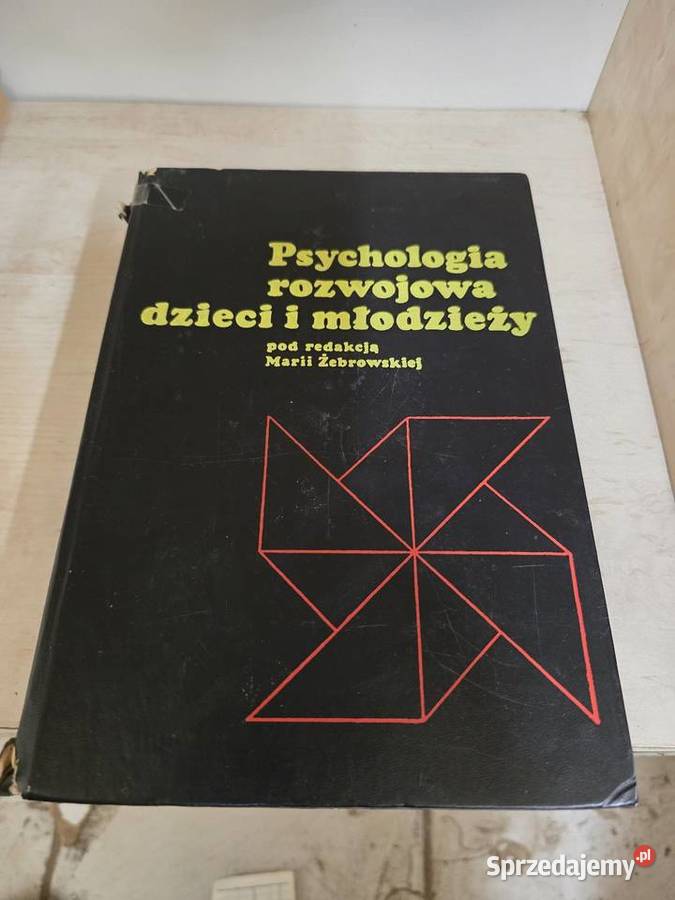 Psychologia
rozwojowa
dzieci i młodzieży
pod redakcją
Marii Żebrowskiej
Sprzedajemy.pl